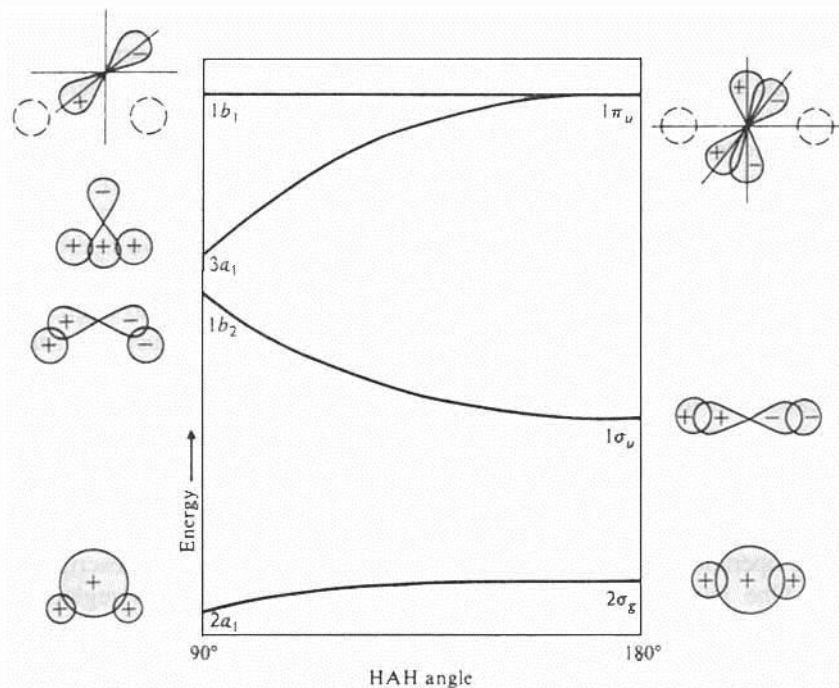 −
+
1b₁
1πᵤ
+ −
+ −
−
+ + +
3a₁
+ −
+ −
1b₂
+ + − −
1σᵤ
Energy →
+
+ +
+ + +
2a₁
2σg
90°
180°
HAH angle